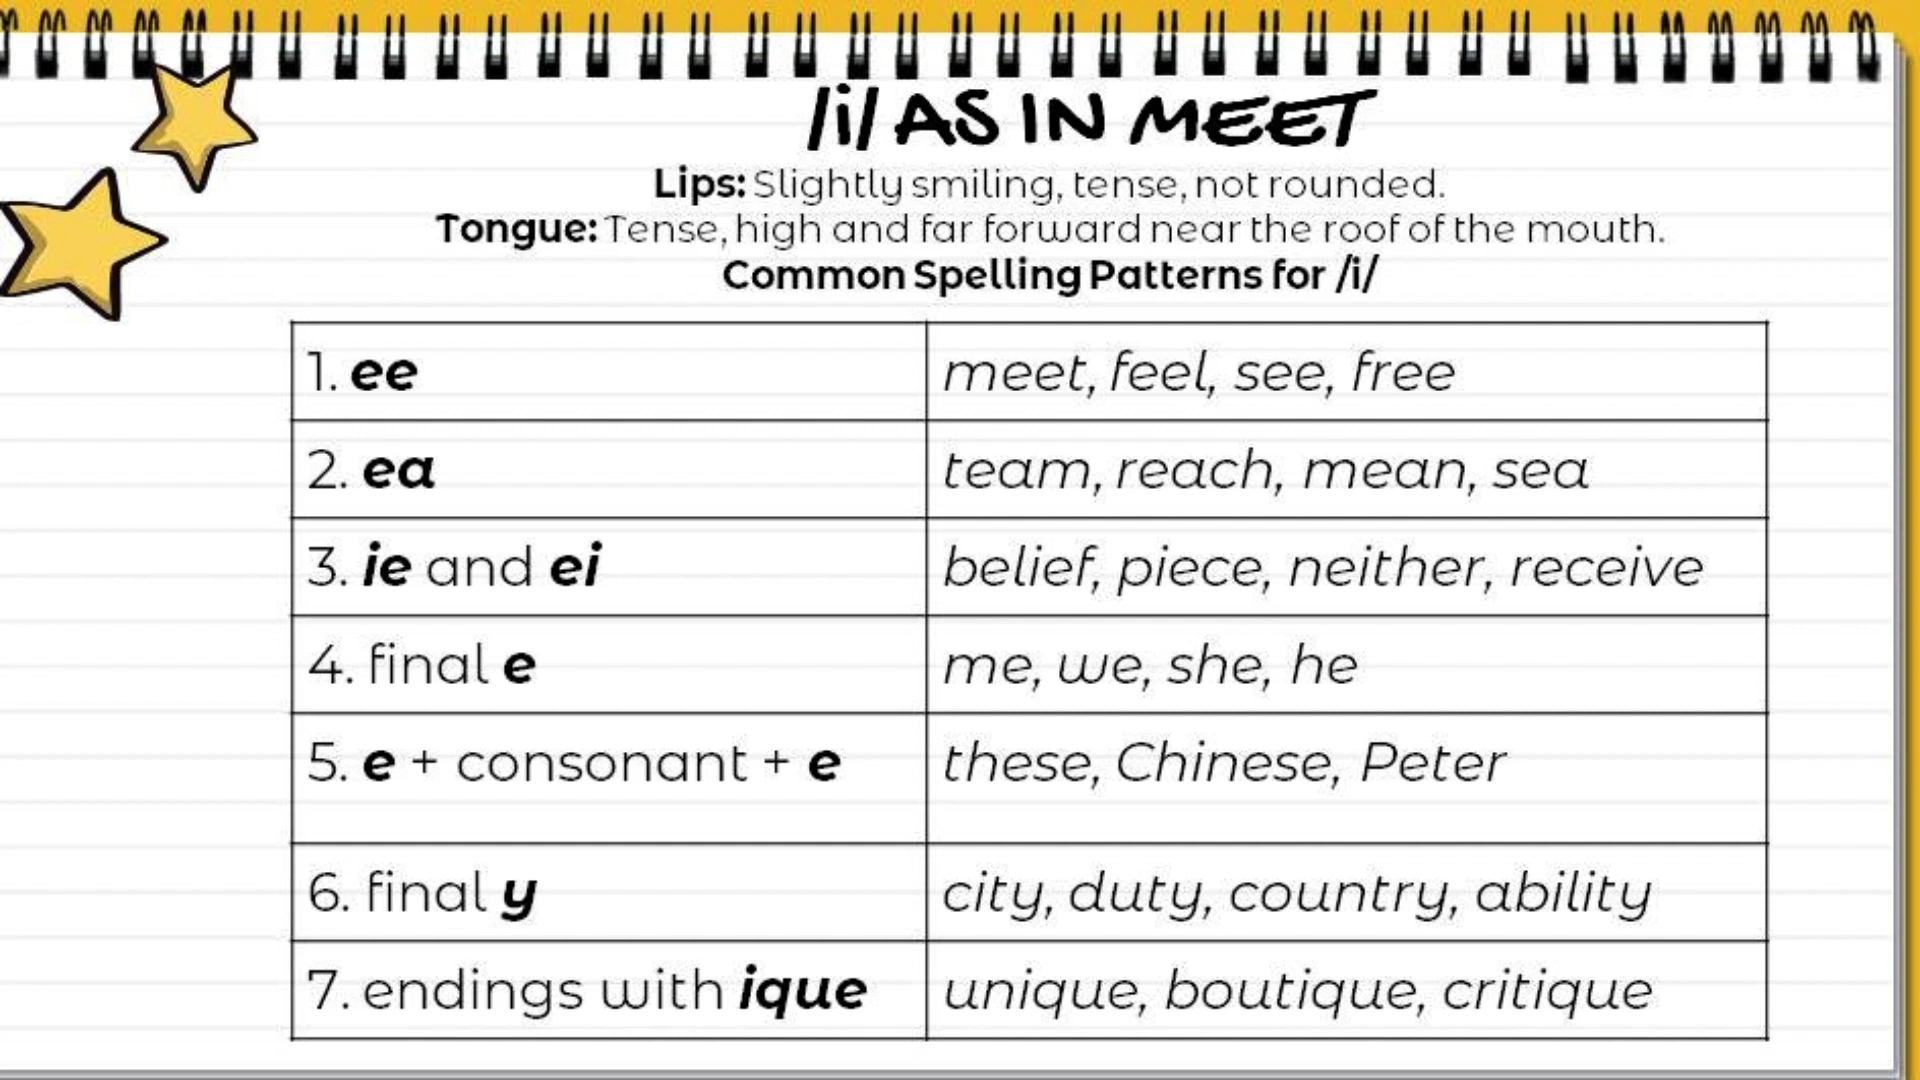 /i/ AS IN MEET
Lips: Slightly smiling, tense, not rounded.
Tongue: Tense, high and far forward near the roof of the mouth.
Common Spelling Patterns for /i/
1. ee
meet, feel, see, free
2. ea
team, reach, mean, sea
3. ie and ei
belief, piece, neither, receive
4. final e
me, we, she, he
5. e + consonant + e
these, Chinese, Peter
6. final y
city, duty, country, ability
7. endings with ique
unique, boutique, critique